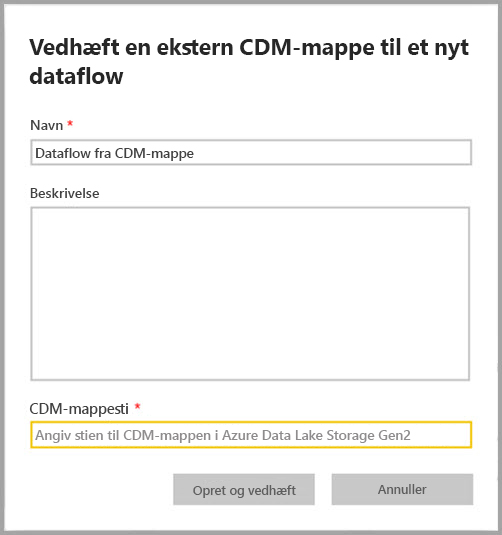 Vedhæft en ekstern CDM-mappe til et nyt
dataflow
Navn *
Dataflow fra CDM-mappe
Beskrivelse
CDM-mappesti *
Angiv stien til CDM-mappen i Azure Data Lake Storage Gen2
Opret og vedhæft
Annuller